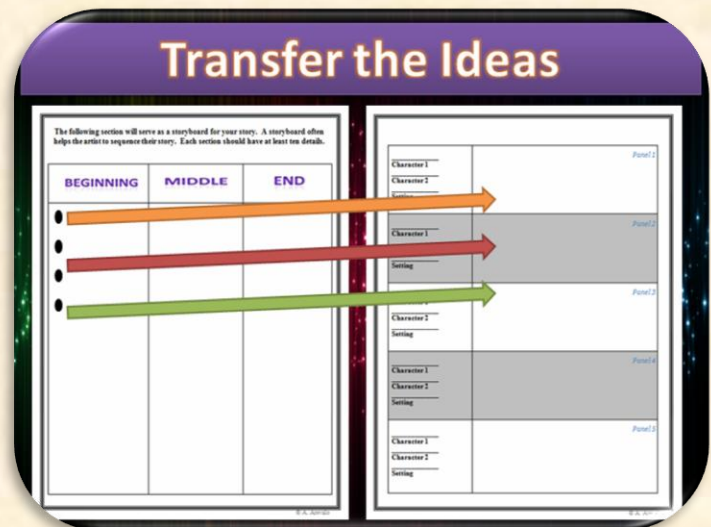 Transfer the Ideas
The following section will serve as a storyboard for your story. A storyboard often
helps the artist to sequence their story. Each section should have at least ten details.
BEGINNING MIDDLE END
Panel 1
Character 1
Character 2
Panel 2
Character 1
Setting
Panel 3
Character 2
Setting
Panel 4
Character 1
Character 2
Setting
Panel 5
Character 1
Character 2
Setting